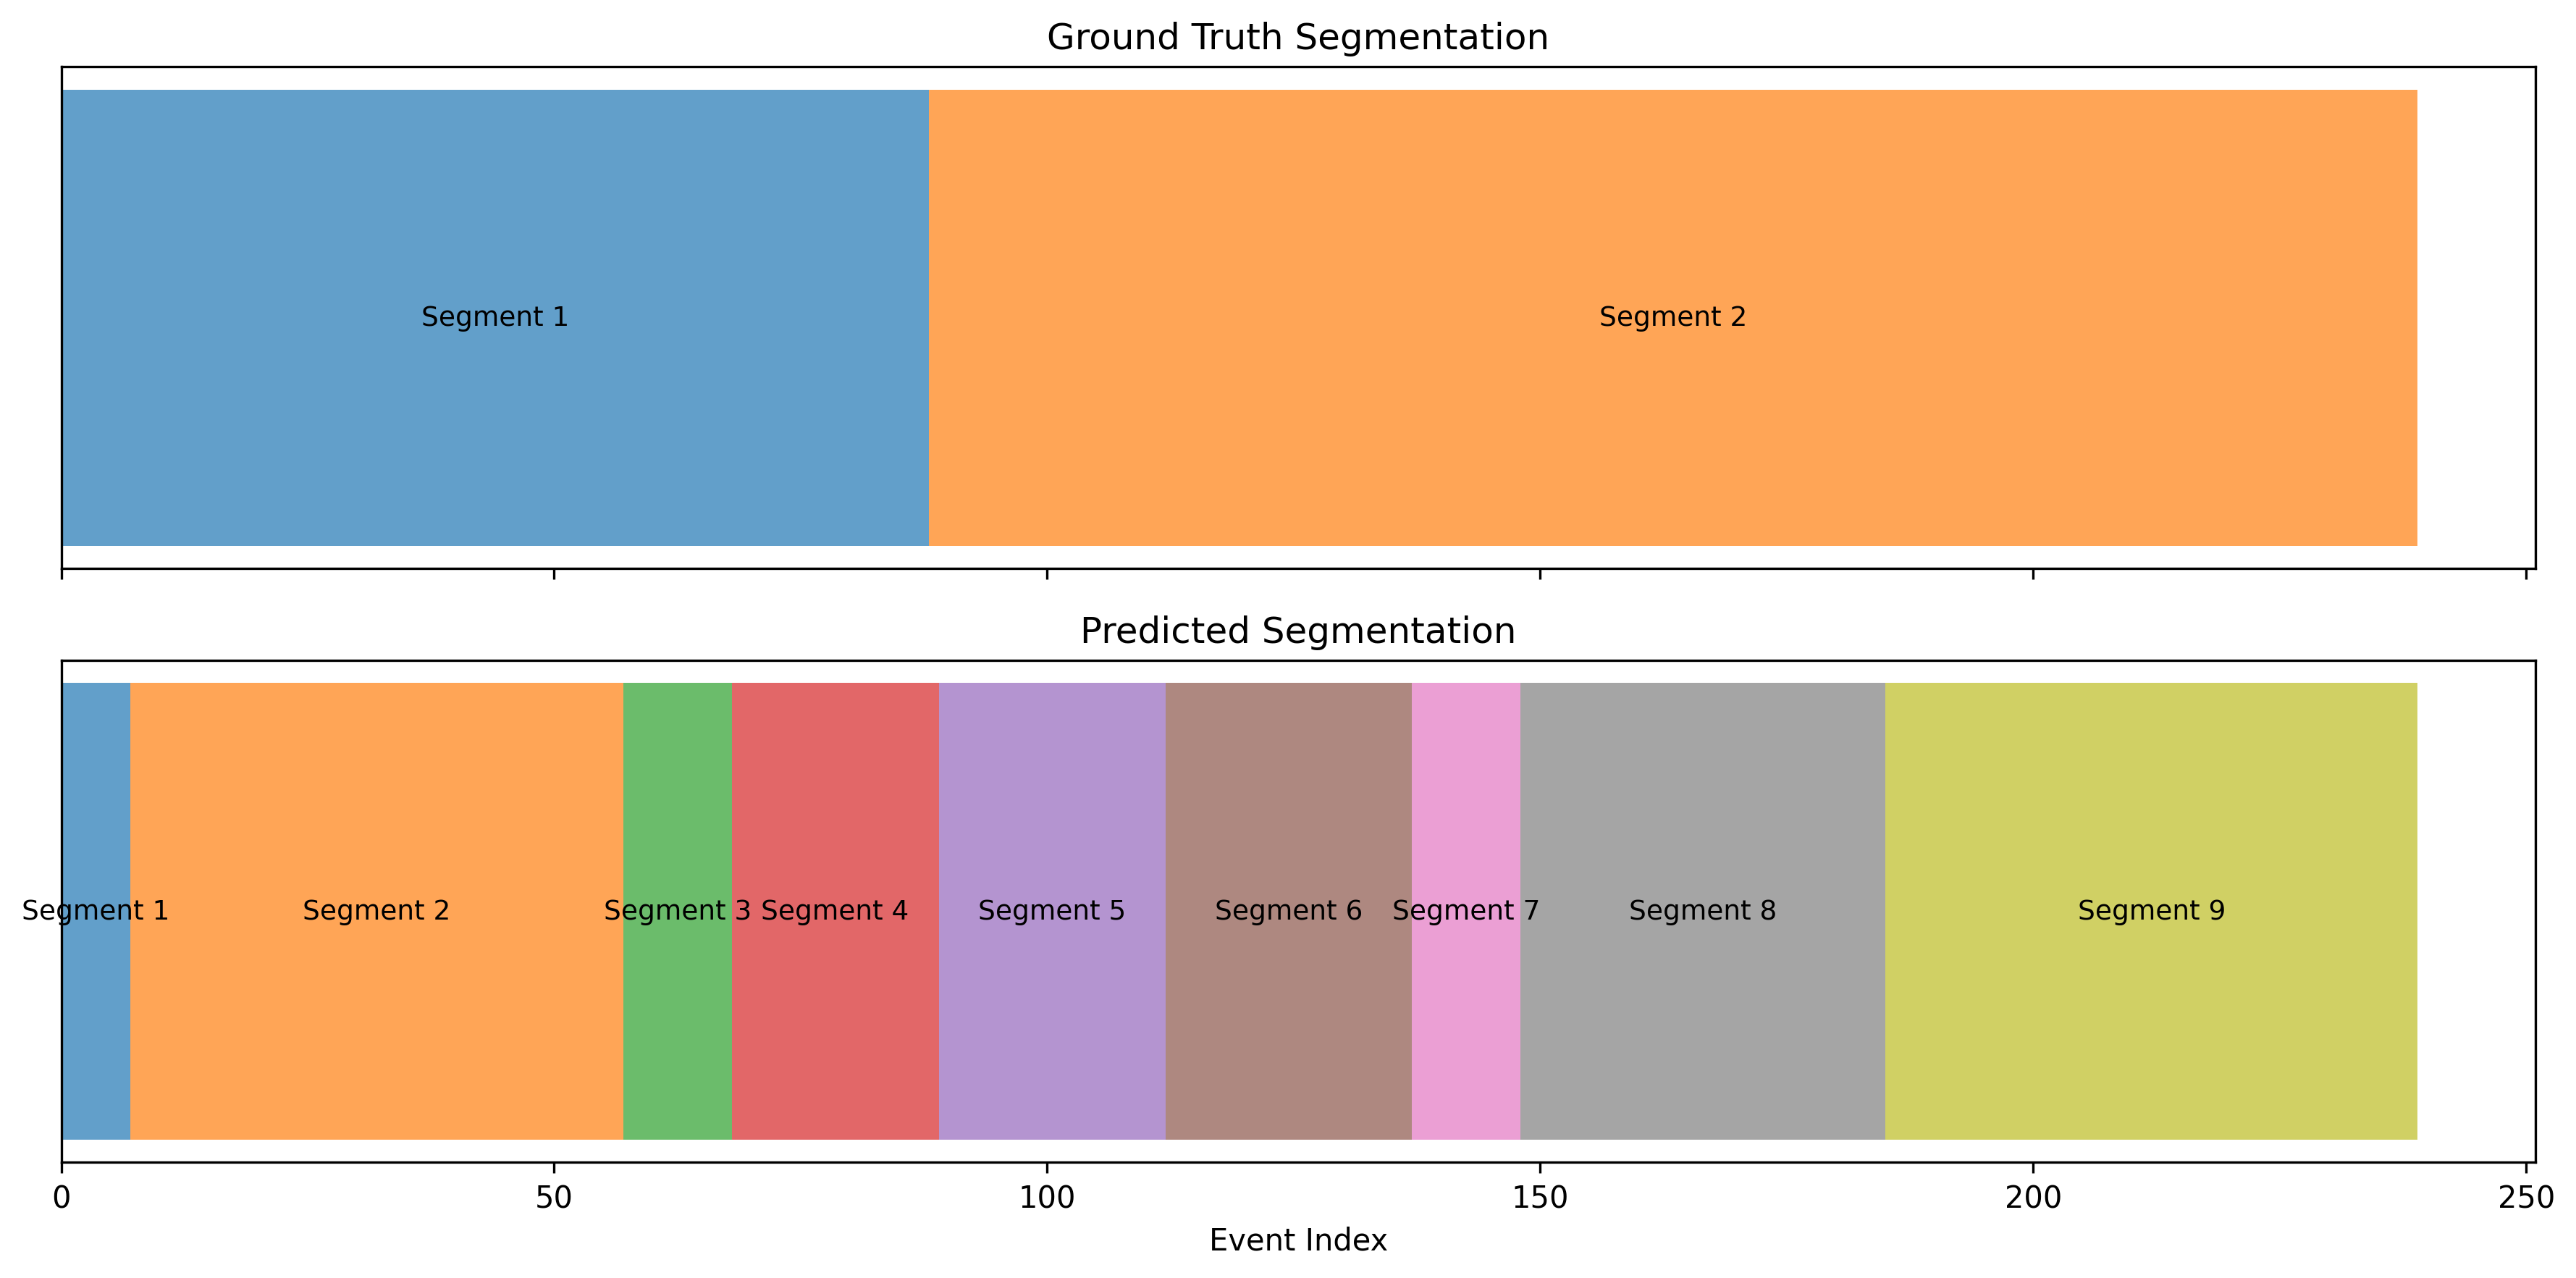 Ground Truth Segmentation
Segment 1 Segment 2
Predicted Segmentation
Segment 1 Segment 2 Segment 3 Segment 4 Segment 5 Segment 6 Segment 7 Segment 8 Segment 9
0 50 100 150 200 250
Event Index